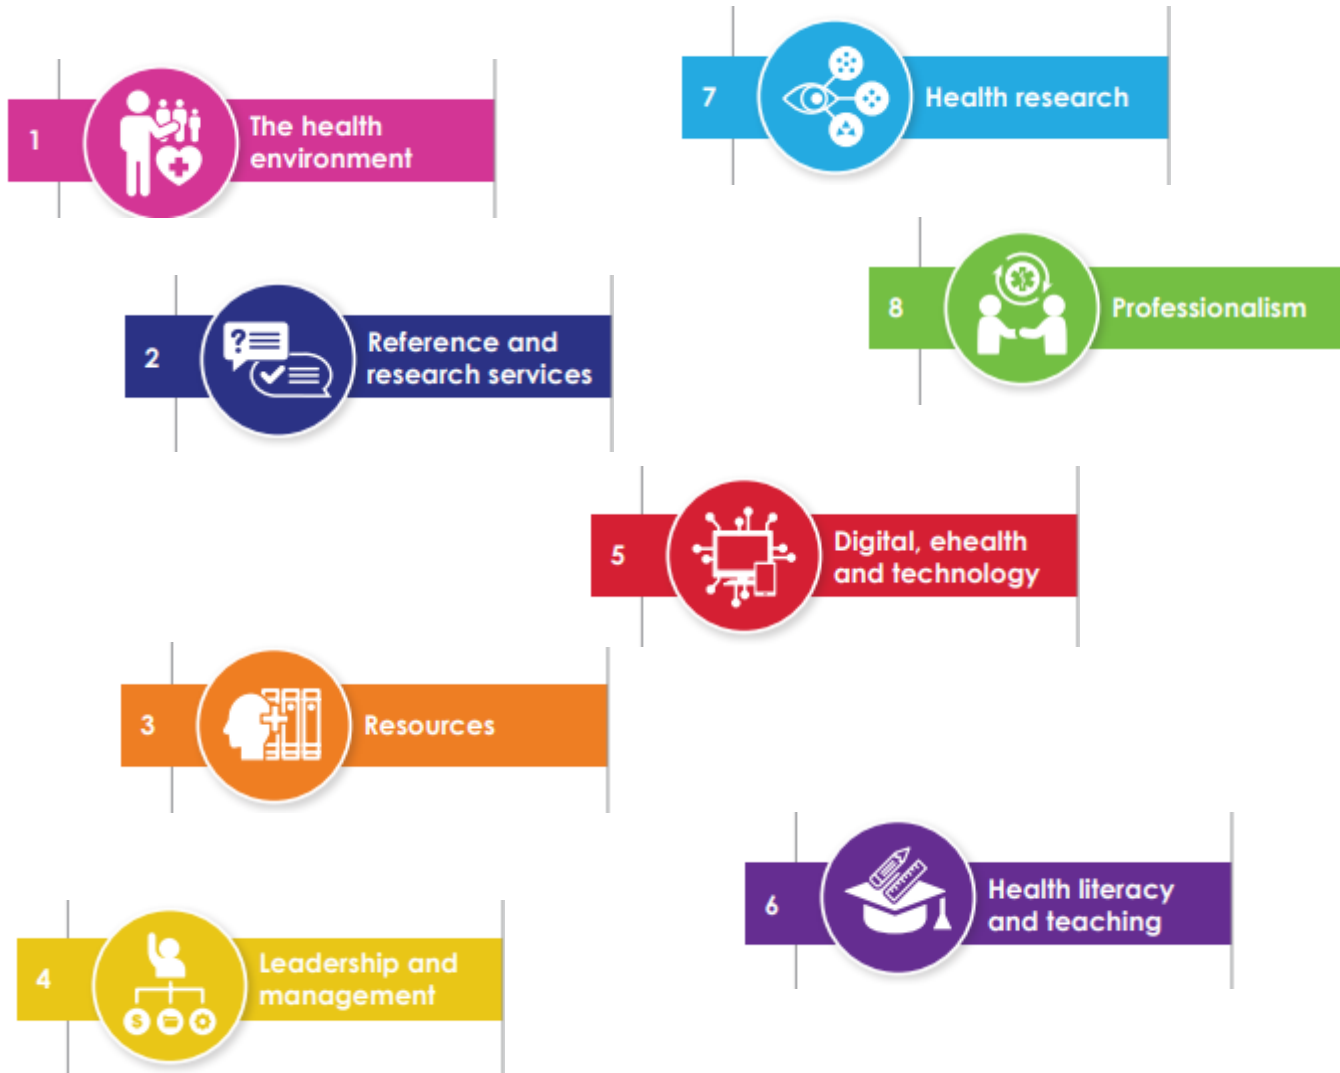 1
The health
environment
2
Reference and
research services
3
Resources
4
Leadership and
management
$
5
Digital, ehealth
and technology
6
Health literacy
and teaching
7
Health research
8
Professionalism
?